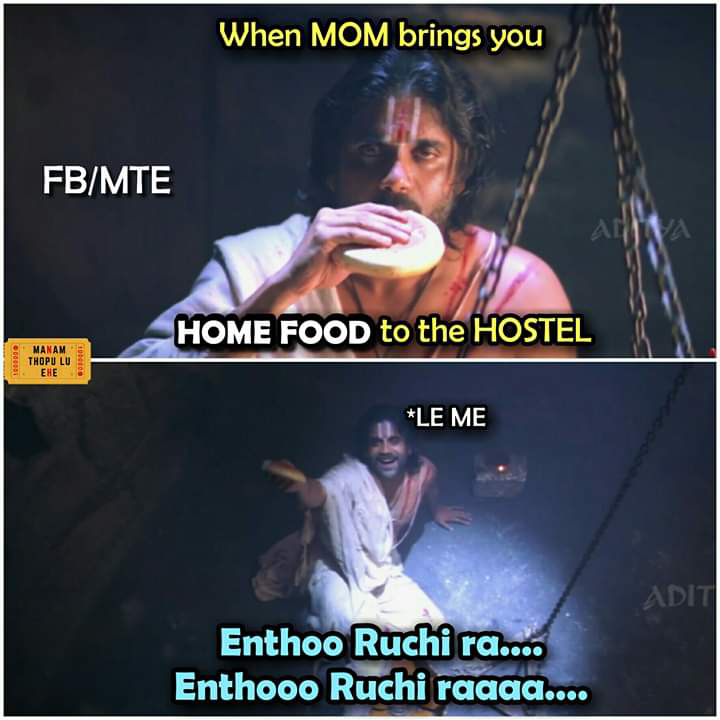 When MOM brings you
FB/MTE
ADITYA
HOME FOOD to the HOSTEL
MANAM
THOPU LU
EHE
*LE ME
ADIT
Enthoo Ruchi ra....
Enthooo Ruchi raaaa....